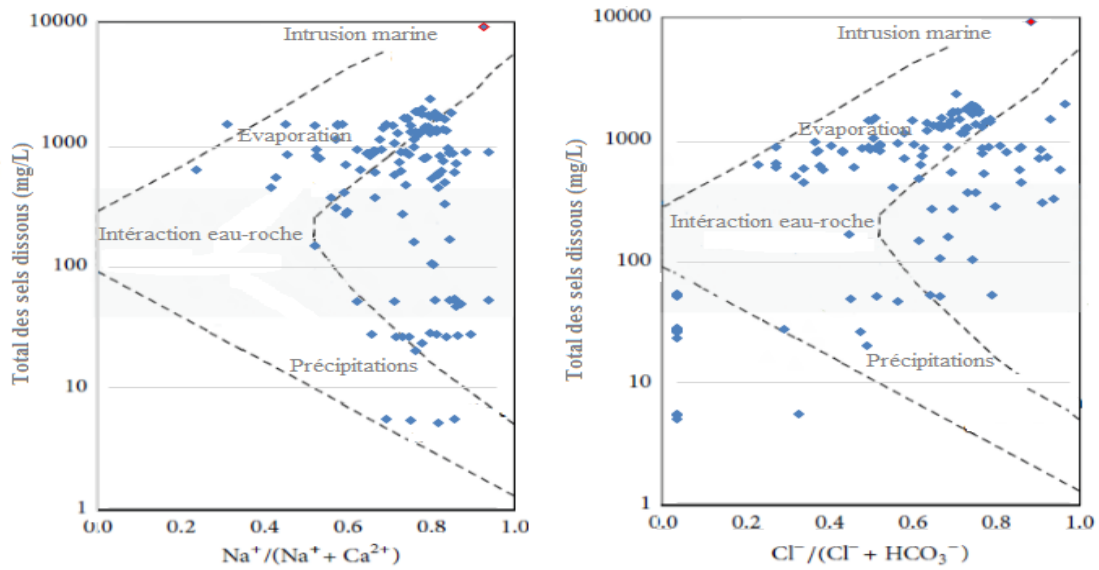 10000
1000
100
10
1
Total des sels dissous (mg/L)
Intrusion marine
Evaporation
Intéraction eau-roche
Précipitations
0.0 0.2 0.4 0.6 0.8 1.0
Na⁺/(Na⁺ + Ca²⁺)
10000
1000
100
10
1
Total des sels dissous (mg/L)
Intrusion marine
Evaporation
Intéraction eau-roche
Précipitations
0.0 0.2 0.4 0.6 0.8 1.0
Cl⁻/(Cl⁻ + HCO₃⁻)